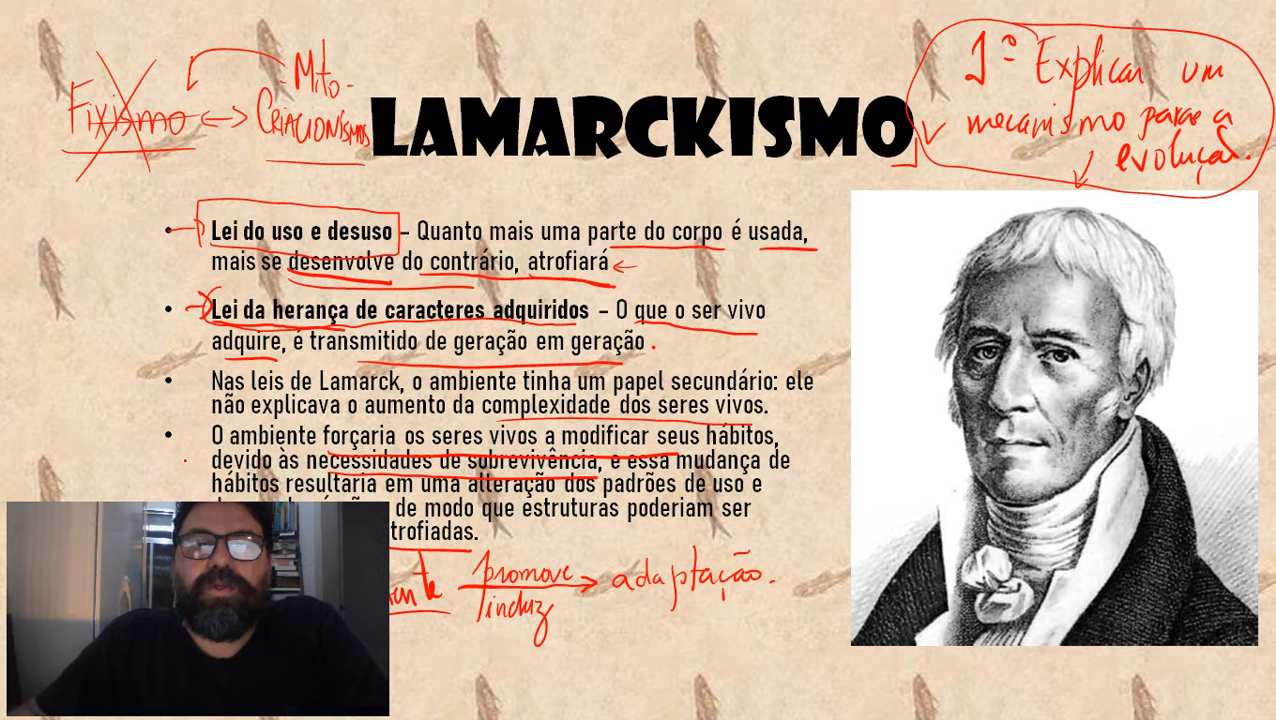 Fixismo
Mito
CRIACIONISMOS
LAMARCKISMO
1º Explicar um
mecanismo para a
evolução.
• Lei do uso e desuso – Quanto mais uma parte do corpo é usada,
mais se desenvolve do contrário, atrofiará
• Lei da herança de caracteres adquiridos – O que o ser vivo
adquire, é transmitido de geração em geração
• Nas leis de Lamarck, o ambiente tinha um papel secundário: ele
não explicava o aumento da complexidade dos seres vivos.
• O ambiente forçaria os seres vivos a modificar seus hábitos,
devido às necessidades de sobrevivência, e essa mudança de
hábitos resultaria em uma alteração dos padrões de uso e
de modo que estruturas poderiam ser
trofiadas.
promove
induz
adaptação.